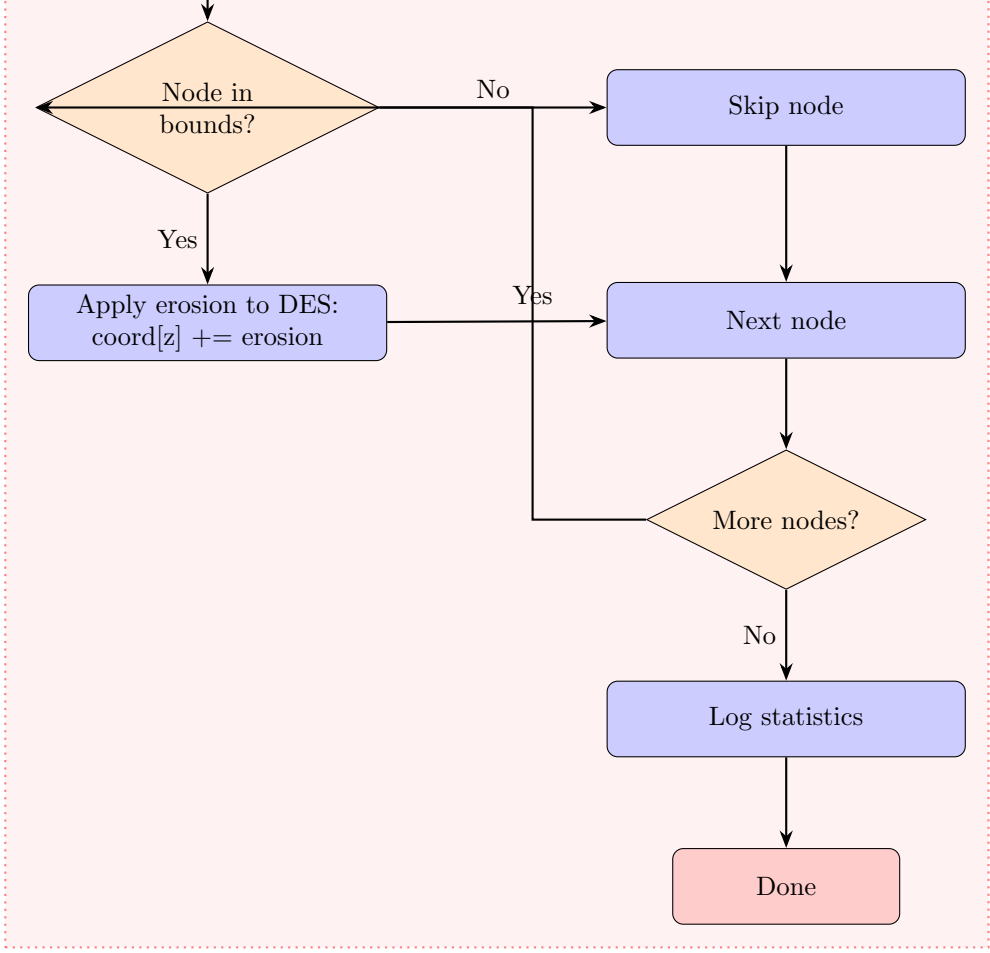 No
Node in
bounds?
Skip node
Yes
Apply erosion to DES:
coord[z] += erosion
Yes
Next node
More nodes?
No
Log statistics
Done